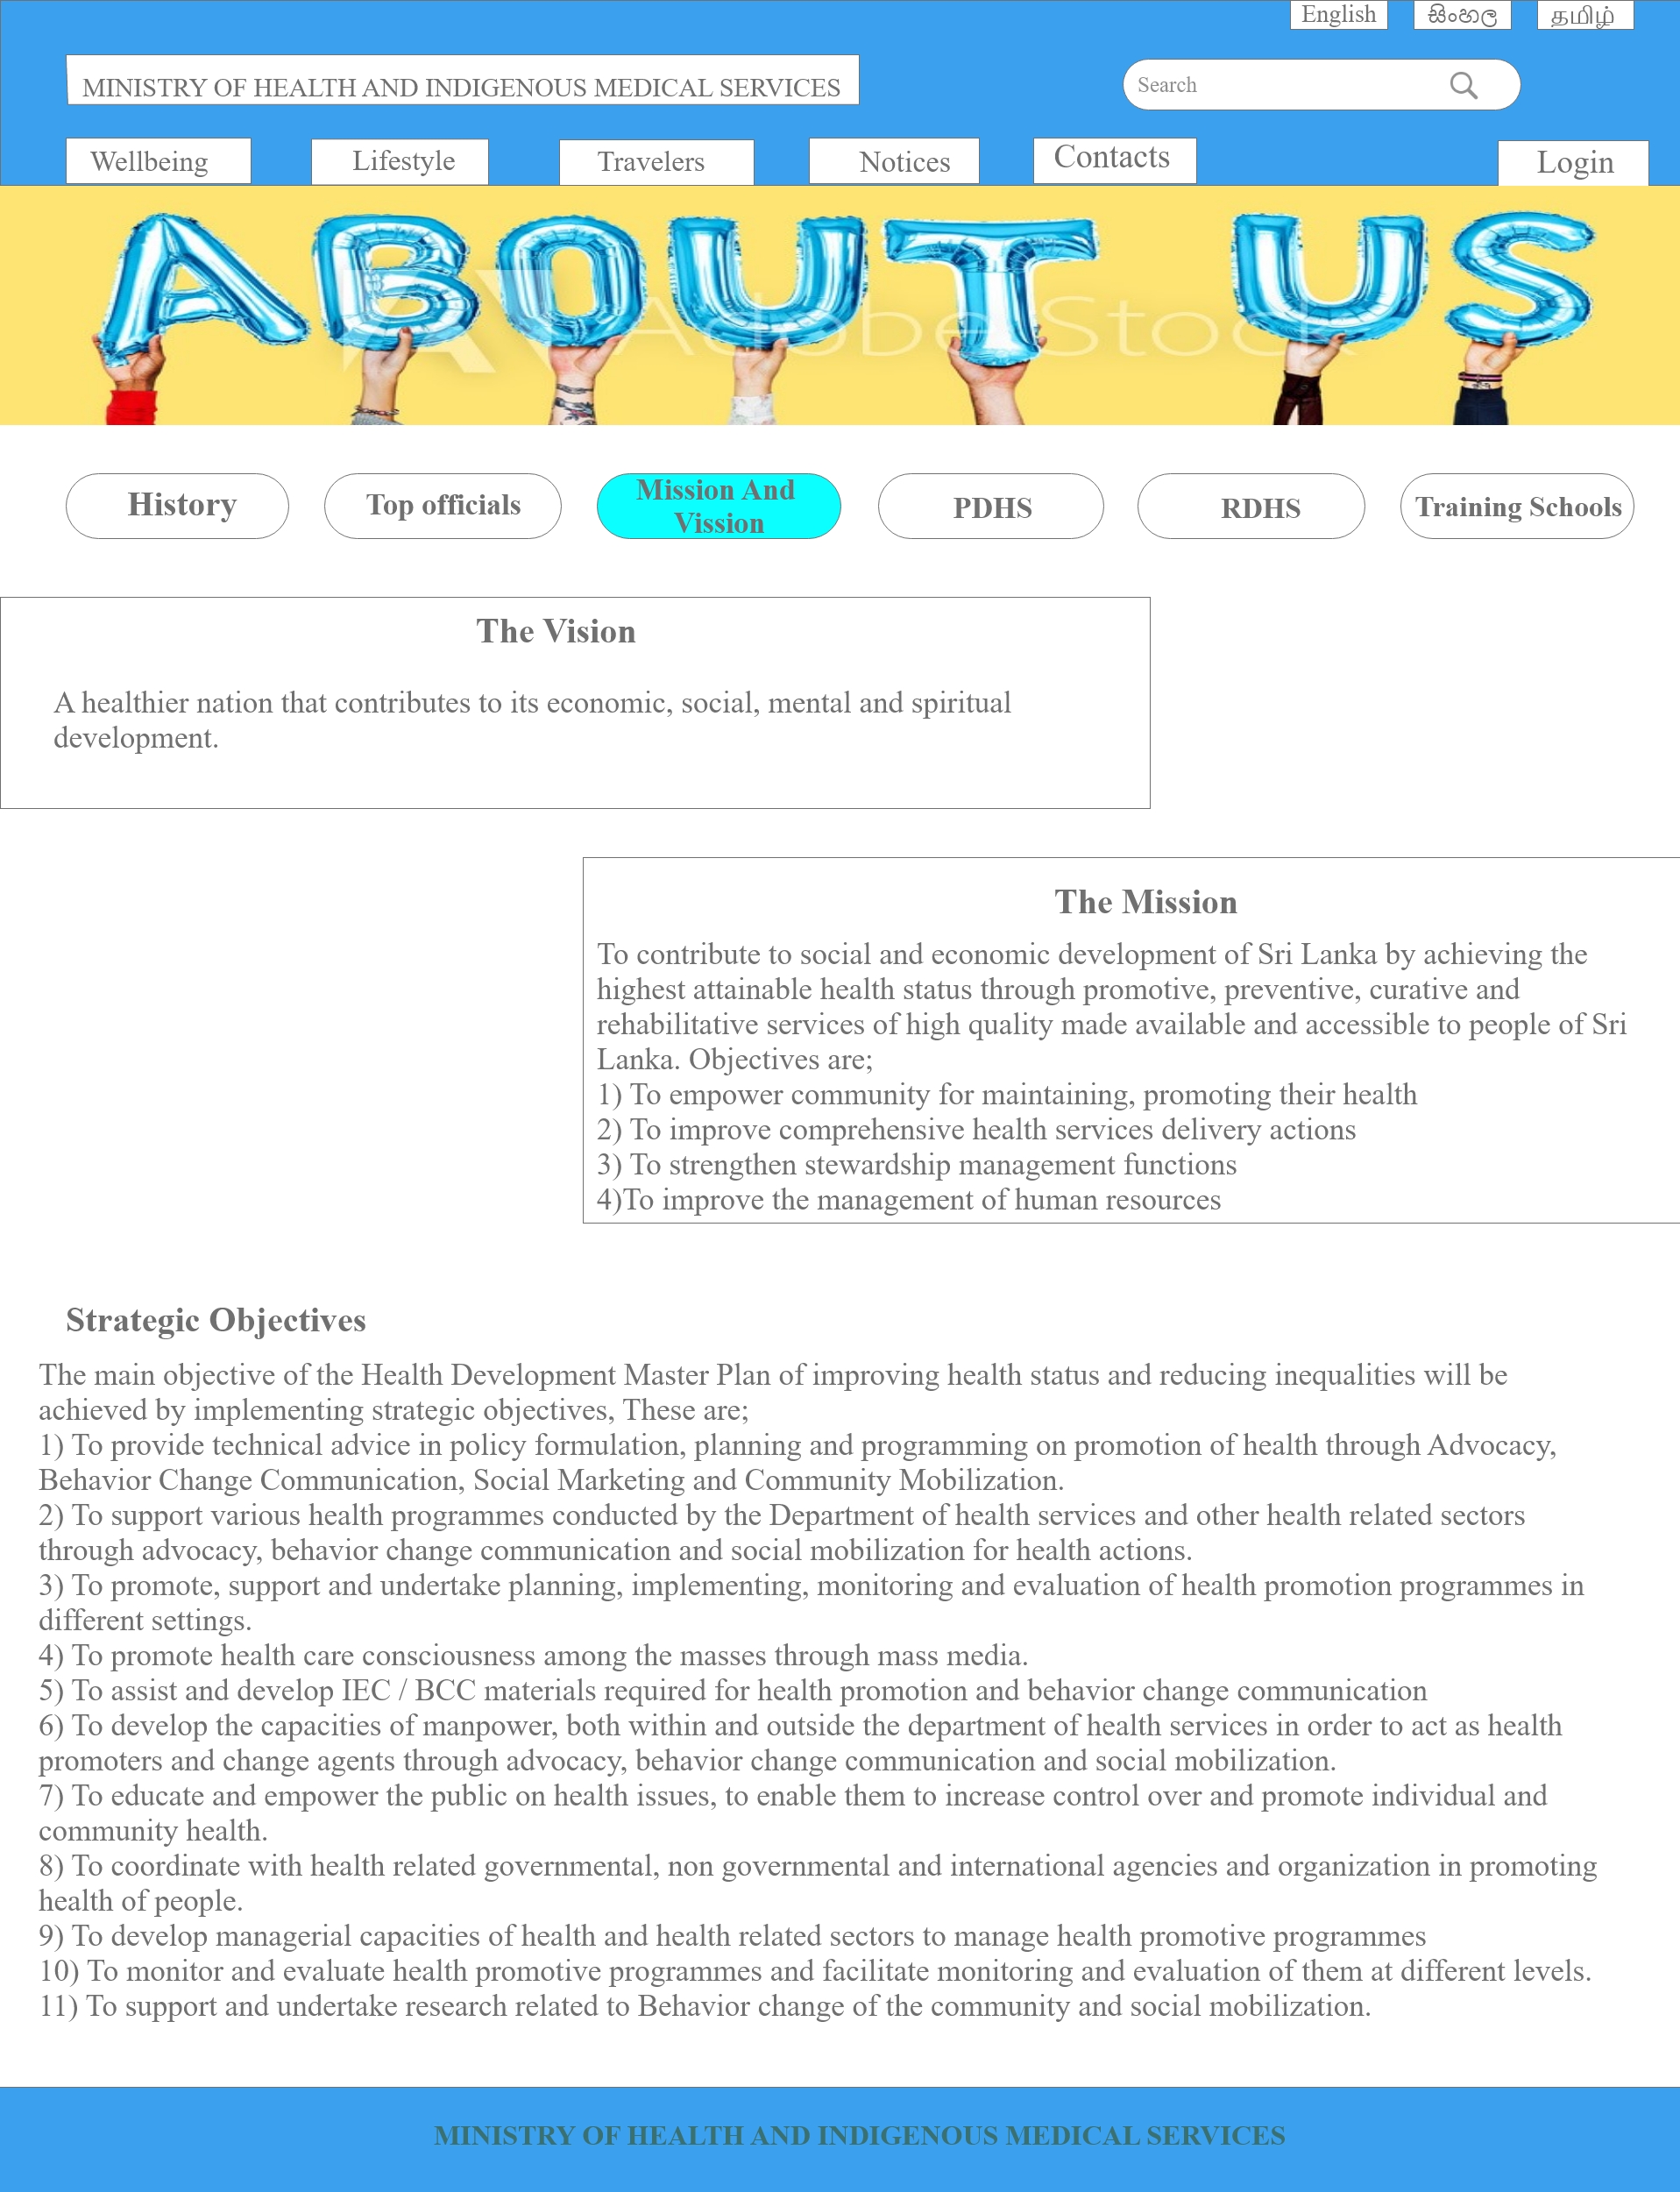 English
සිංහල
தமிழ்
MINISTRY OF HEALTH AND INDIGENOUS MEDICAL SERVICES
Search
Wellbeing
Lifestyle
Travelers
Notices
Contacts
Login
ABOUT US
Adobe Stock
History
Top officials
Mission And
Vission
PDHS
RDHS
Training Schools
The Vision
A healthier nation that contributes to its economic, social, mental and spiritual
development.
The Mission
To contribute to social and economic development of Sri Lanka by achieving the
highest attainable health status through promotive, preventive, curative and
rehabilitative services of high quality made available and accessible to people of Sri
Lanka. Objectives are;
1) To empower community for maintaining, promoting their health
2) To improve comprehensive health services delivery actions
3) To strengthen stewardship management functions
4)To improve the management of human resources
Strategic Objectives
The main objective of the Health Development Master Plan of improving health status and reducing inequalities will be
achieved by implementing strategic objectives, These are;
1) To provide technical advice in policy formulation, planning and programming on promotion of health through Advocacy,
Behavior Change Communication, Social Marketing and Community Mobilization.
2) To support various health programmes conducted by the Department of health services and other health related sectors
through advocacy, behavior change communication and social mobilization for health actions.
3) To promote, support and undertake planning, implementing, monitoring and evaluation of health promotion programmes in
different settings.
4) To promote health care consciousness among the masses through mass media.
5) To assist and develop IEC / BCC materials required for health promotion and behavior change communication
6) To develop the capacities of manpower, both within and outside the department of health services in order to act as health
promoters and change agents through advocacy, behavior change communication and social mobilization.
7) To educate and empower the public on health issues, to enable them to increase control over and promote individual and
community health.
8) To coordinate with health related governmental, non governmental and international agencies and organization in promoting
health of people.
9) To develop managerial capacities of health and health related sectors to manage health promotive programmes
10) To monitor and evaluate health promotive programmes and facilitate monitoring and evaluation of them at different levels.
11) To support and undertake research related to Behavior change of the community and social mobilization.
MINISTRY OF HEALTH AND INDIGENOUS MEDICAL SERVICES